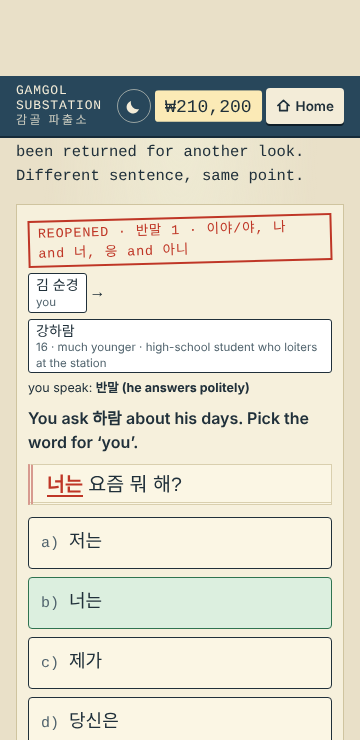 GAMGOL
SUBSTATION
감골 파출소
₩210,200
Home
been returned for another look.
Different sentence, same point.
REOPENED · 반말 1 · 이야/야, 나
and 너, 응 and 아니
김 순경
you
→
강하람
16 · much younger · high-school student who loiters
at the station
you speak: 반말 (he answers politely)
You ask 하람 about his days. Pick the
word for ‘you’.
너는 요즘 뭐 해?
a) 저는
b) 너는
c) 제가
d) 당신은